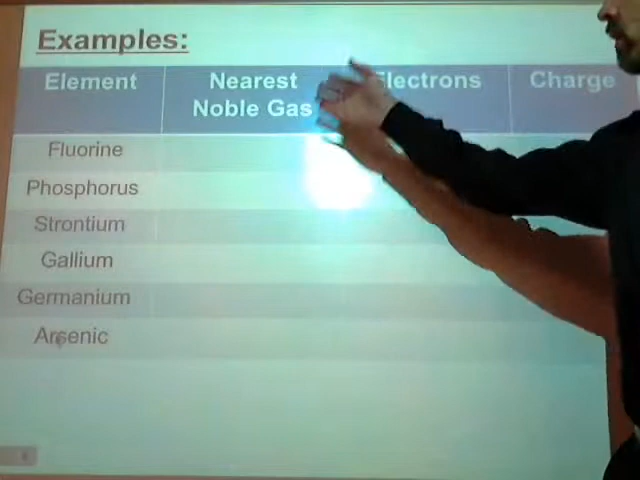 Examples:
Element
Nearest
Noble Gas
Electrons
Charge
Fluorine
Phosphorus
Strontium
Gallium
Germanium
Arsenic